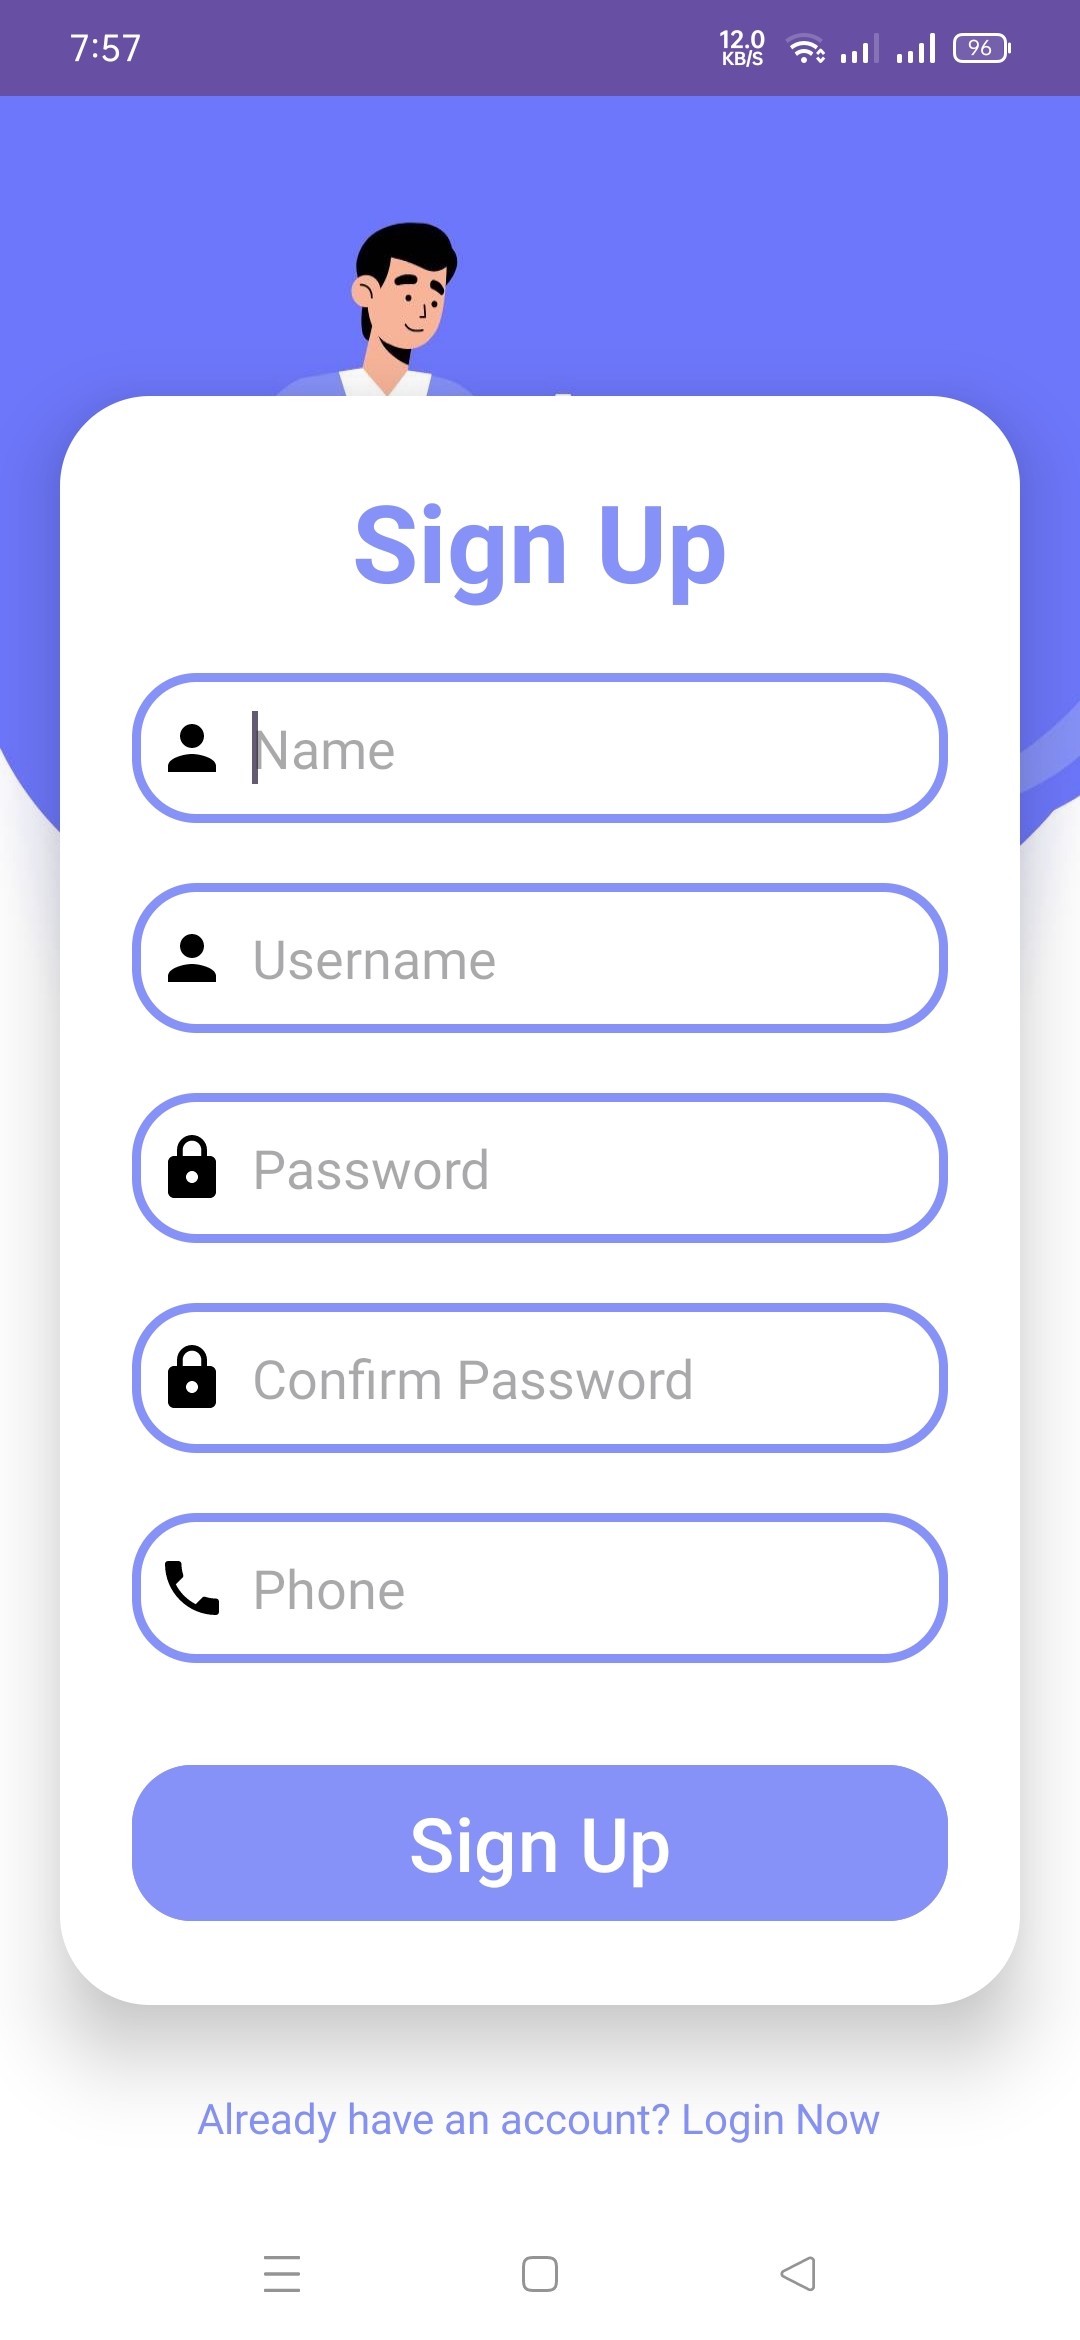 7:57
12.0
KB/S
96
Sign Up
Name
Username
Password
Confirm Password
Phone
Sign Up
Already have an account? Login Now